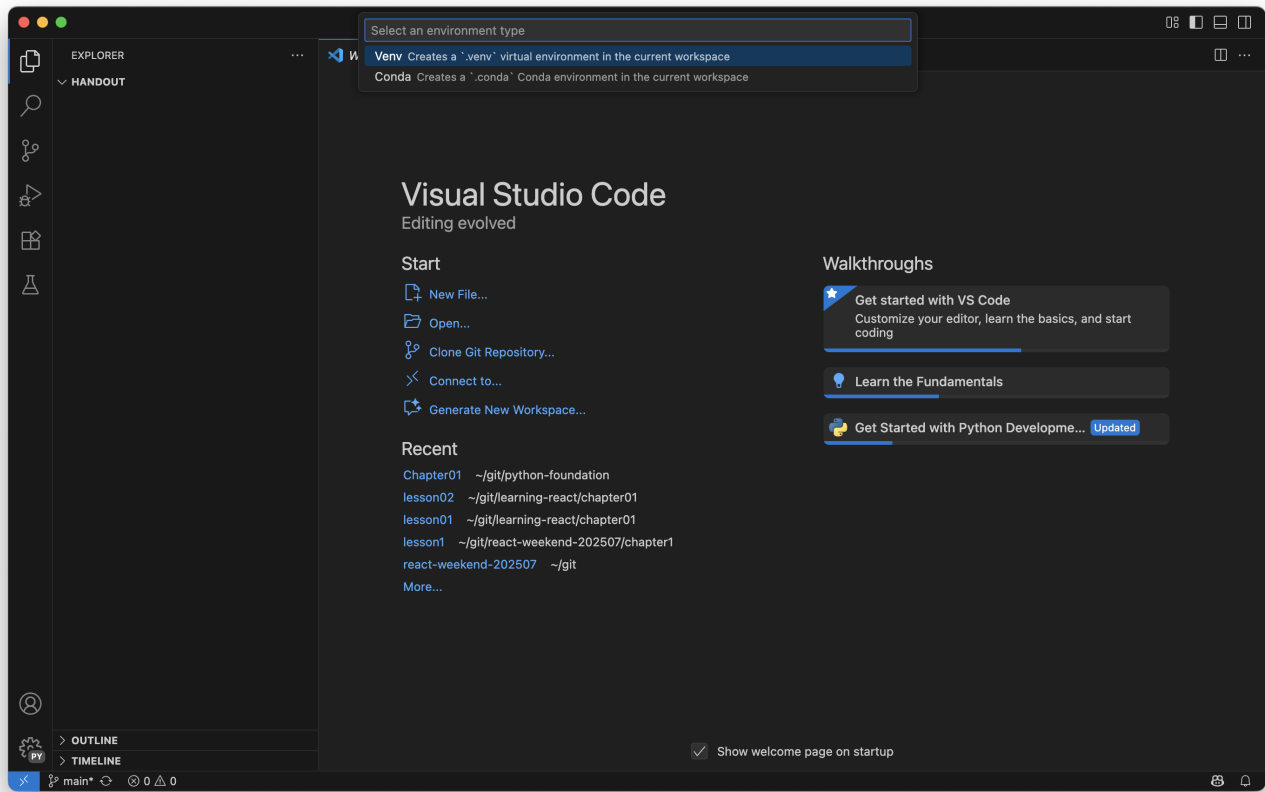 Select an environment type
Venv Creates a `.venv` virtual environment in the current workspace
Conda Creates a `.conda` Conda environment in the current workspace
EXPLORER
HANDOUT
Visual Studio Code
Editing evolved
Start
New File...
Open...
Clone Git Repository...
Connect to...
Generate New Workspace...
Recent
Chapter01 ~/git/python-foundation
lesson02 ~/git/learning-react/chapter01
lesson01 ~/git/learning-react/chapter01
lesson1 ~/git/react-weekend-202507/chapter1
react-weekend-202507 ~/git
More...
Walkthroughs
Get started with VS Code
Customize your editor, learn the basics, and start
coding
Learn the Fundamentals
Get Started with Python Developme... Updated
Show welcome page on startup
OUTLINE
TIMELINE
PY
main* 0 0